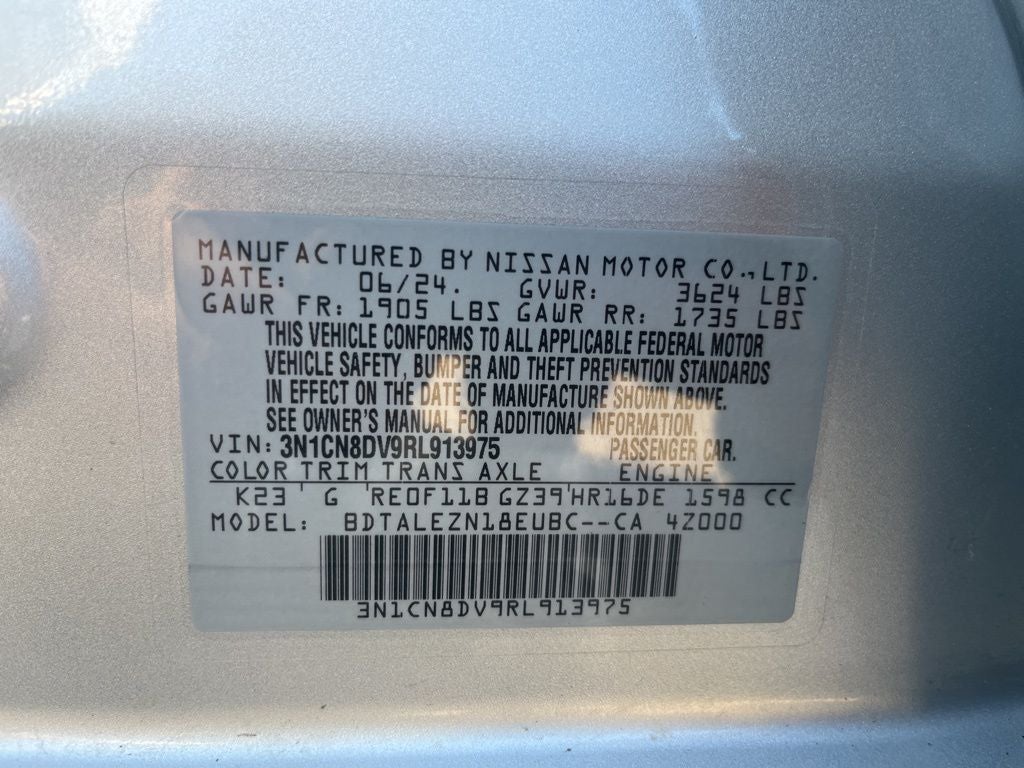 MANUFACTURED BY NISSAN MOTOR CO.,LTD.
DATE: 06/24. GVWR: 3624 LBS
GAWR FR: 1905 LBS GAWR RR: 1735 LBS
THIS VEHICLE CONFORMS TO ALL APPLICABLE FEDERAL MOTOR
VEHICLE SAFETY, BUMPER AND THEFT PREVENTION STANDARDS
IN EFFECT ON THE DATE OF MANUFACTURE SHOWN ABOVE.
SEE OWNER'S MANUAL FOR ADDITIONAL INFORMATION.
VIN: 3N1CN8DV9RL913975 PASSENGER CAR.
COLOR TRIM TRANS AXLE ENGINE
K23 ' G 'RE0F11B GZ39'HR16DE 1598 CC
MODEL: BDTALEZN18EUBC--CA 4Z000
3N1CN8DV9RL913975